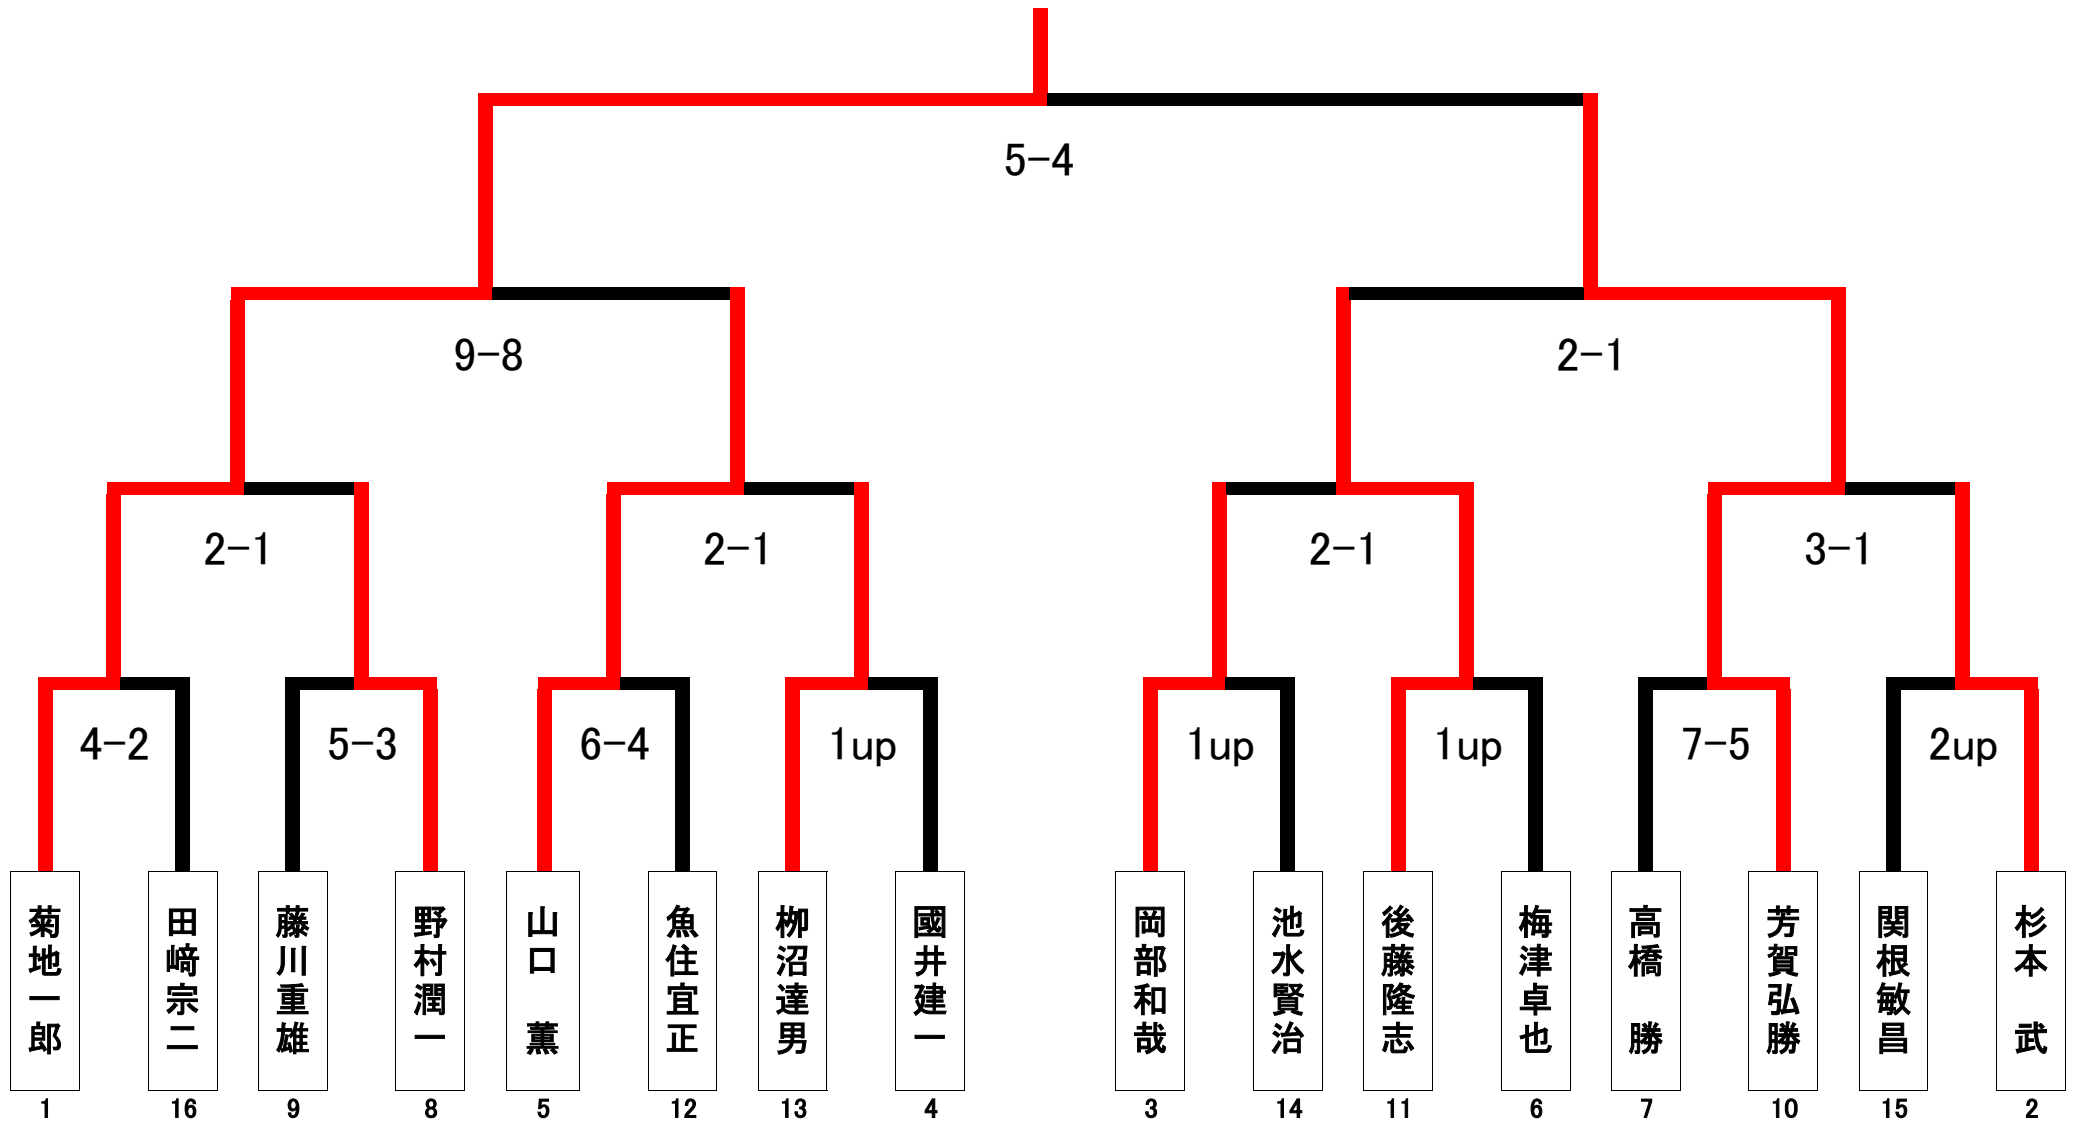 5-4
9-8
2-1
2-1
2-1
2-1
3-1
4-2
5-3
6-4
1up
1up
1up
7-5
2up
菊地一郎
田﨑宗二
藤川重雄
野村潤一
山口　薫
魚住宜正
栁沼達男
國井建一
岡部和哉
池水賢治
後藤隆志
梅津卓也
高橋　勝
芳賀弘勝
関根敏昌
杉本　武
1
16
9
8
5
12
13
4
3
14
11
6
7
10
15
2